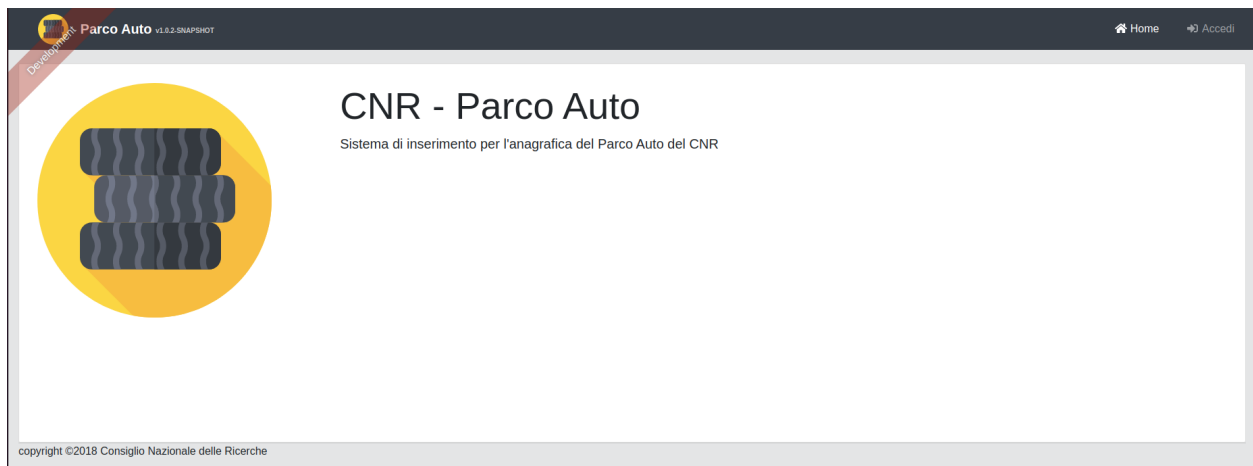 Parco Auto v1.0.2-SNAPSHOT
Home Accedi
Development
CNR - Parco Auto
Sistema di inserimento per l'anagrafica del Parco Auto del CNR
copyright ©2018 Consiglio Nazionale delle Ricerche